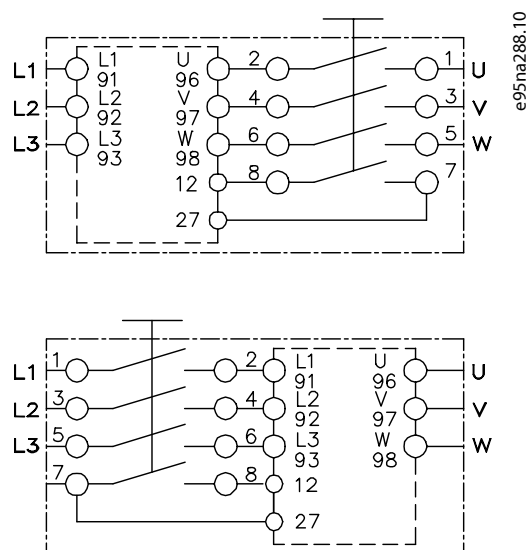 e95na288.10
L1 L1 U 2 1 U
91 96
L2 L2 V 4 3 V
92 97
L3 L3 W 6 5 W
93 98
12 8 7
27
L1 1 2 L1 U U
91 96
L2 3 4 L2 V V
92 97
L3 5 6 L3 W W
93 98
7 8 12
27